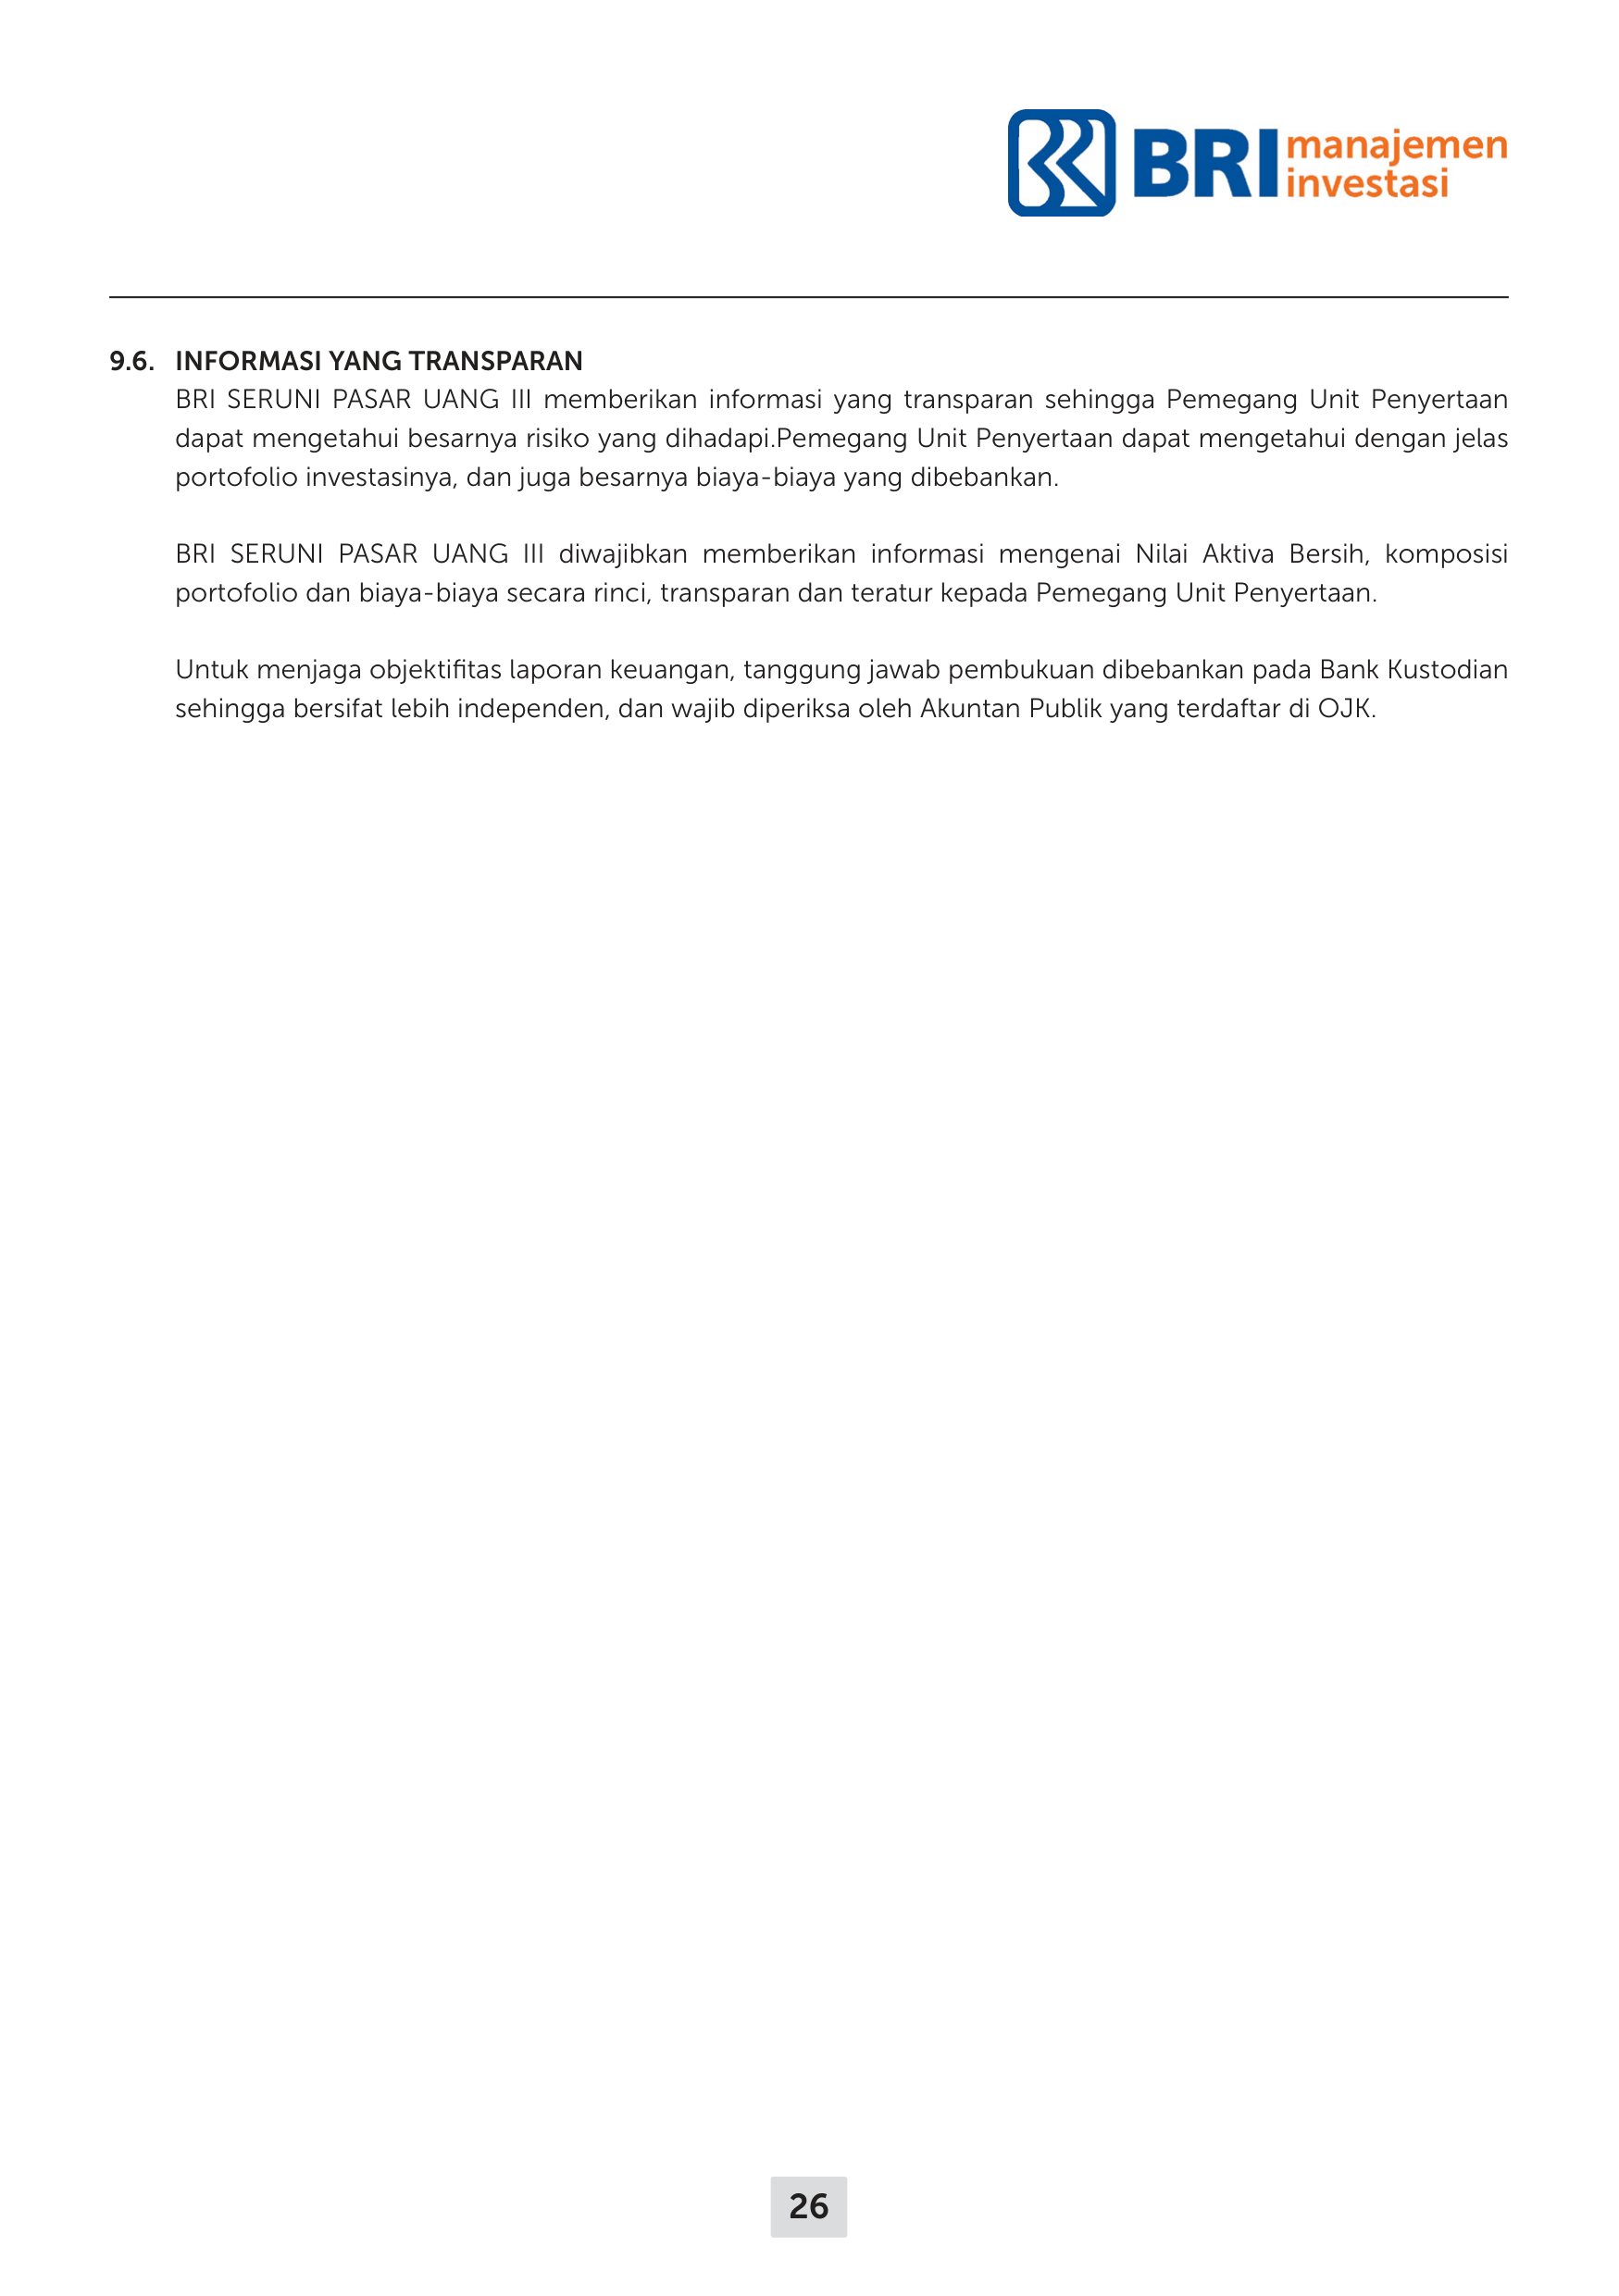 BRI manajemen
investasi
9.6. INFORMASI YANG TRANSPARAN
BRI SERUNI PASAR UANG III memberikan informasi yang transparan sehingga Pemegang Unit Penyertaan
dapat mengetahui besarnya risiko yang dihadapi.Pemegang Unit Penyertaan dapat mengetahui dengan jelas
portofolio investasinya, dan juga besarnya biaya-biaya yang dibebankan.
BRI SERUNI PASAR UANG III diwajibkan memberikan informasi mengenai Nilai Aktiva Bersih, komposisi
portofolio dan biaya-biaya secara rinci, transparan dan teratur kepada Pemegang Unit Penyertaan.
Untuk menjaga objektifitas laporan keuangan, tanggung jawab pembukuan dibebankan pada Bank Kustodian
sehingga bersifat lebih independen, dan wajib diperiksa oleh Akuntan Publik yang terdaftar di OJK.
26